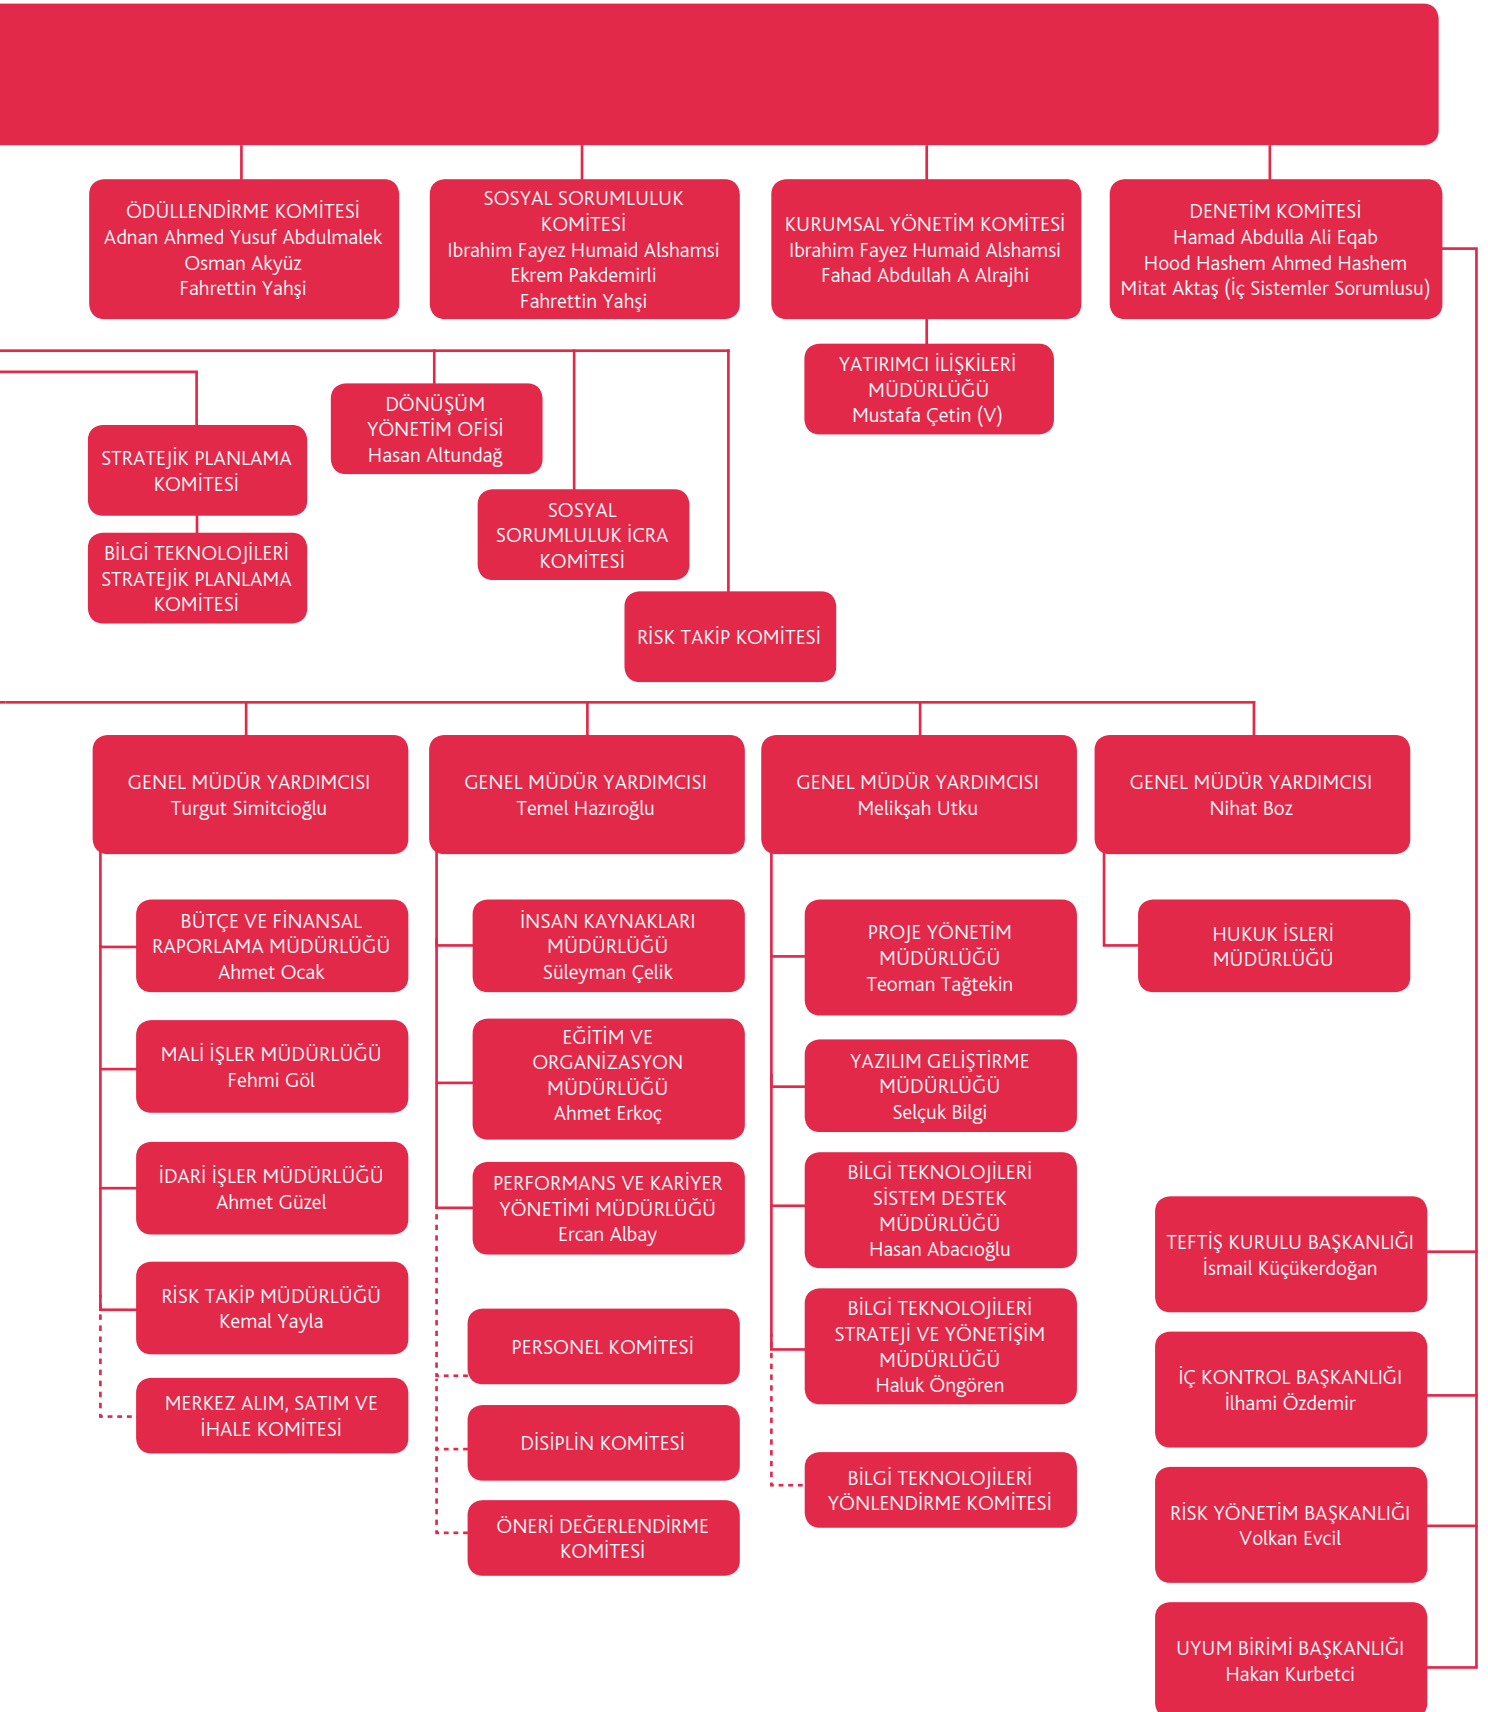 ÖDÜLLENDİRME KOMİTESİ
Adnan Ahmed Yusuf Abdulmalek
Osman Akyüz
Fahrettin Yahşi
SOSYAL SORUMLULUK
KOMİTESİ
Ibrahim Fayez Humaid Alshamsi
Ekrem Pakdemirli
Fahrettin Yahşi
KURUMSAL YÖNETİM KOMİTESİ
Ibrahim Fayez Humaid Alshamsi
Fahad Abdullah A Alrajhi
DENETİM KOMİTESİ
Hamad Abdulla Ali Eqab
Hood Hashem Ahmed Hashem
Mitat Aktaş (İç Sistemler Sorumlusu)
YATIRIMCI İLİŞKİLERİ
MÜDÜRLÜĞÜ
Mustafa Çetin (V)
DÖNÜŞÜM
YÖNETİM OFİSİ
Hasan Altundağ
STRATEJİK PLANLAMA
KOMİTESİ
BİLGİ TEKNOLOJİLERİ
STRATEJİK PLANLAMA
KOMİTESİ
SOSYAL
SORUMLULUK İCRA
KOMİTESİ
RİSK TAKİP KOMİTESİ
GENEL MÜDÜR YARDIMCISI
Turgut Simitcioğlu
BÜTÇE VE FİNANSAL
RAPORLAMA MÜDÜRLÜĞÜ
Ahmet Ocak
MALİ İŞLER MÜDÜRLÜĞÜ
Fehmi Göl
İDARİ İŞLER MÜDÜRLÜĞÜ
Ahmet Güzel
RİSK TAKİP MÜDÜRLÜĞÜ
Kemal Yayla
MERKEZ ALIM, SATIM VE
İHALE KOMİTESİ
GENEL MÜDÜR YARDIMCISI
Temel Hazıroğlu
İNSAN KAYNAKLARI
MÜDÜRLÜĞÜ
Süleyman Çelik
EĞİTİM VE
ORGANİZASYON
MÜDÜRLÜĞÜ
Ahmet Erkoç
PERFORMANS VE KARİYER
YÖNETİMİ MÜDÜRLÜĞÜ
Ercan Albay
PERSONEL KOMİTESİ
DİSİPLİN KOMİTESİ
ÖNERİ DEĞERLENDİRME
KOMİTESİ
GENEL MÜDÜR YARDIMCISI
Melikşah Utku
PROJE YÖNETİM
MÜDÜRLÜĞÜ
Teoman Tağtekin
YAZILIM GELİŞTİRME
MÜDÜRLÜĞÜ
Selçuk Bilgi
BİLGİ TEKNOLOJİLERİ
SİSTEM DESTEK
MÜDÜRLÜĞÜ
Hasan Abacıoğlu
BİLGİ TEKNOLOJİLERİ
STRATEJİ VE YÖNETİŞİM
MÜDÜRLÜĞÜ
Haluk Öngören
BİLGİ TEKNOLOJİLERİ
YÖNLENDİRME KOMİTESİ
GENEL MÜDÜR YARDIMCISI
Nihat Boz
HUKUK İSLERİ
MÜDÜRLÜĞÜ
TEFTİŞ KURULU BAŞKANLIĞI
İsmail Küçükerdoğan
İÇ KONTROL BAŞKANLIĞI
İlhami Özdemir
RİSK YÖNETİM BAŞKANLIĞI
Volkan Evcil
UYUM BİRİMİ BAŞKANLIĞI
Hakan Kurbetci